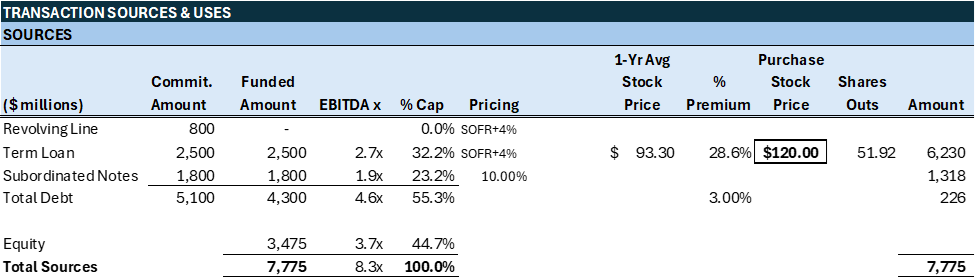 TRANSACTION SOURCES & USES
SOURCES
1-Yr Avg Purchase
Commit. Funded Stock % Stock Shares
($ millions) Amount Amount EBITDA x % Cap Pricing Price Premium Price Outs Amount
Revolving Line 800 - 0.0% SOFR+4%
Term Loan 2,500 2,500 2.7x 32.2% SOFR+4% $ 93.30 28.6% $120.00 51.92 6,230
Subordinated Notes 1,800 1,800 1.9x 23.2% 10.00% 1,318
Total Debt 5,100 4,300 4.6x 55.3% 3.00% 226
Equity 3,475 3.7x 44.7%
Total Sources 7,775 8.3x 100.0% 7,775